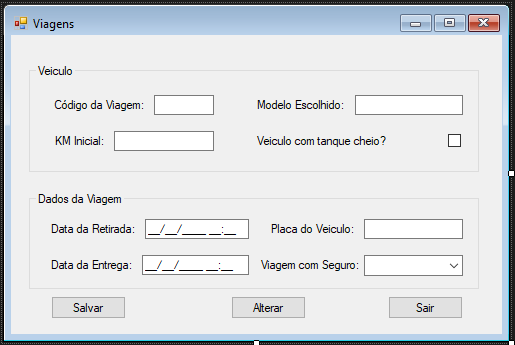 Viagens
Veiculo
Código da Viagem: Modelo Escolhido:
KM Inicial: Veiculo com tanque cheio?
Dados da Viagem
Data da Retirada: __/__/____ __:__ Placa do Veiculo:
Data da Entrega: __/__/____ __:__ Viagem com Seguro:
Salvar Alterar Sair